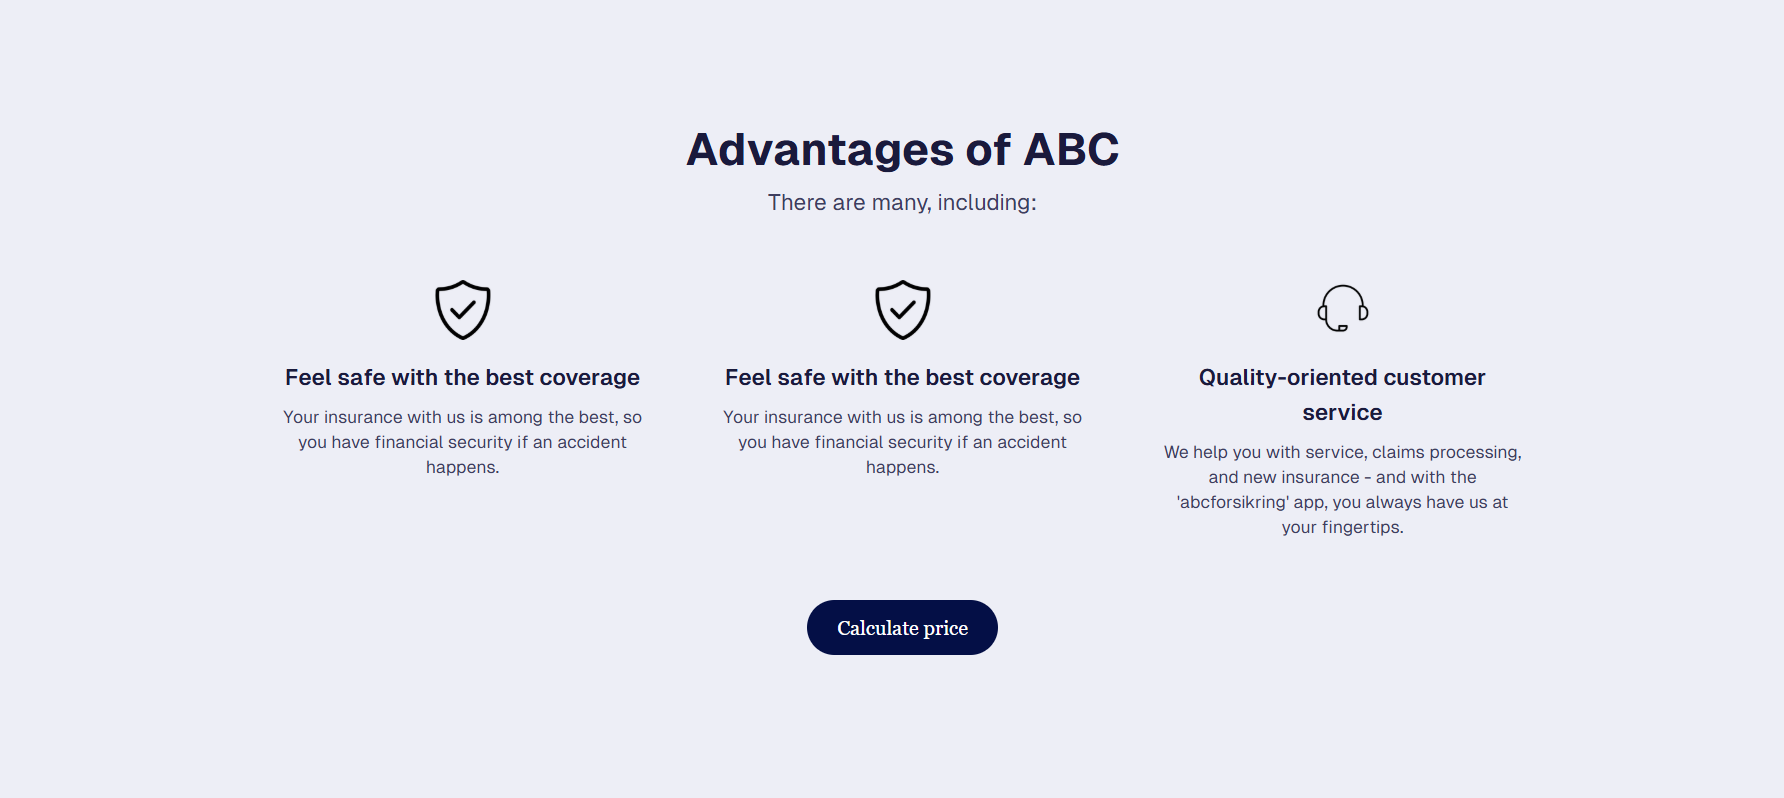 Advantages of ABC
There are many, including:
Feel safe with the best coverage
Your insurance with us is among the best, so
you have financial security if an accident
happens.
Feel safe with the best coverage
Your insurance with us is among the best, so
you have financial security if an accident
happens.
Quality-oriented customer
service
We help you with service, claims processing,
and new insurance - and with the
'abcforsikring' app, you always have us at
your fingertips.
Calculate price